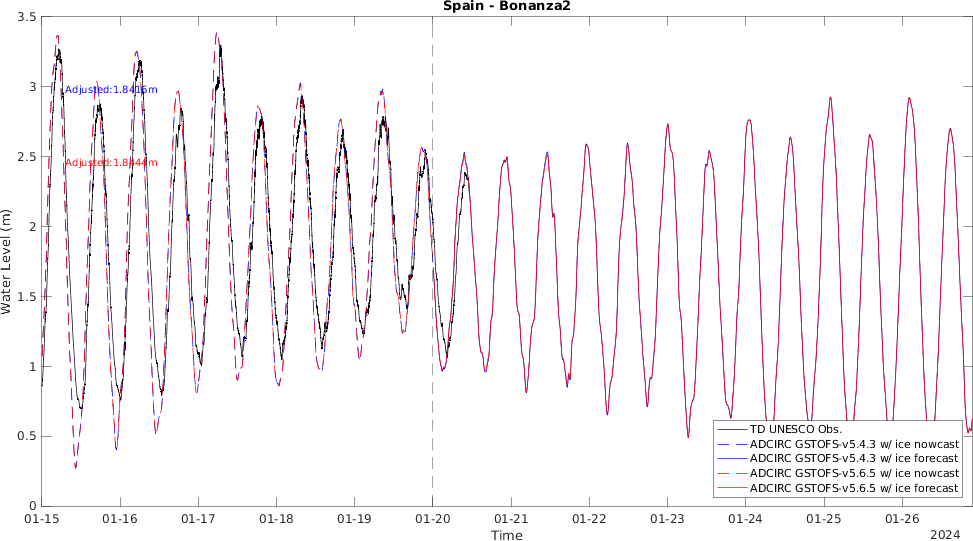 Spain - Bonanza2
3.5
3
2.5
2
1.5
1
0.5
0
Water Level (m)
Adjusted:1.8416m
Adjusted:1.8444m
TD UNESCO Obs.
ADCIRC GSTOFS-v5.4.3 w/ ice nowcast
ADCIRC GSTOFS-v5.4.3 w/ ice forecast
ADCIRC GSTOFS-v5.6.5 w/ ice nowcast
ADCIRC GSTOFS-v5.6.5 w/ ice forecast
01-15 01-16 01-17 01-18 01-19 01-20 01-21 01-22 01-23 01-24 01-25 01-26
Time
2024